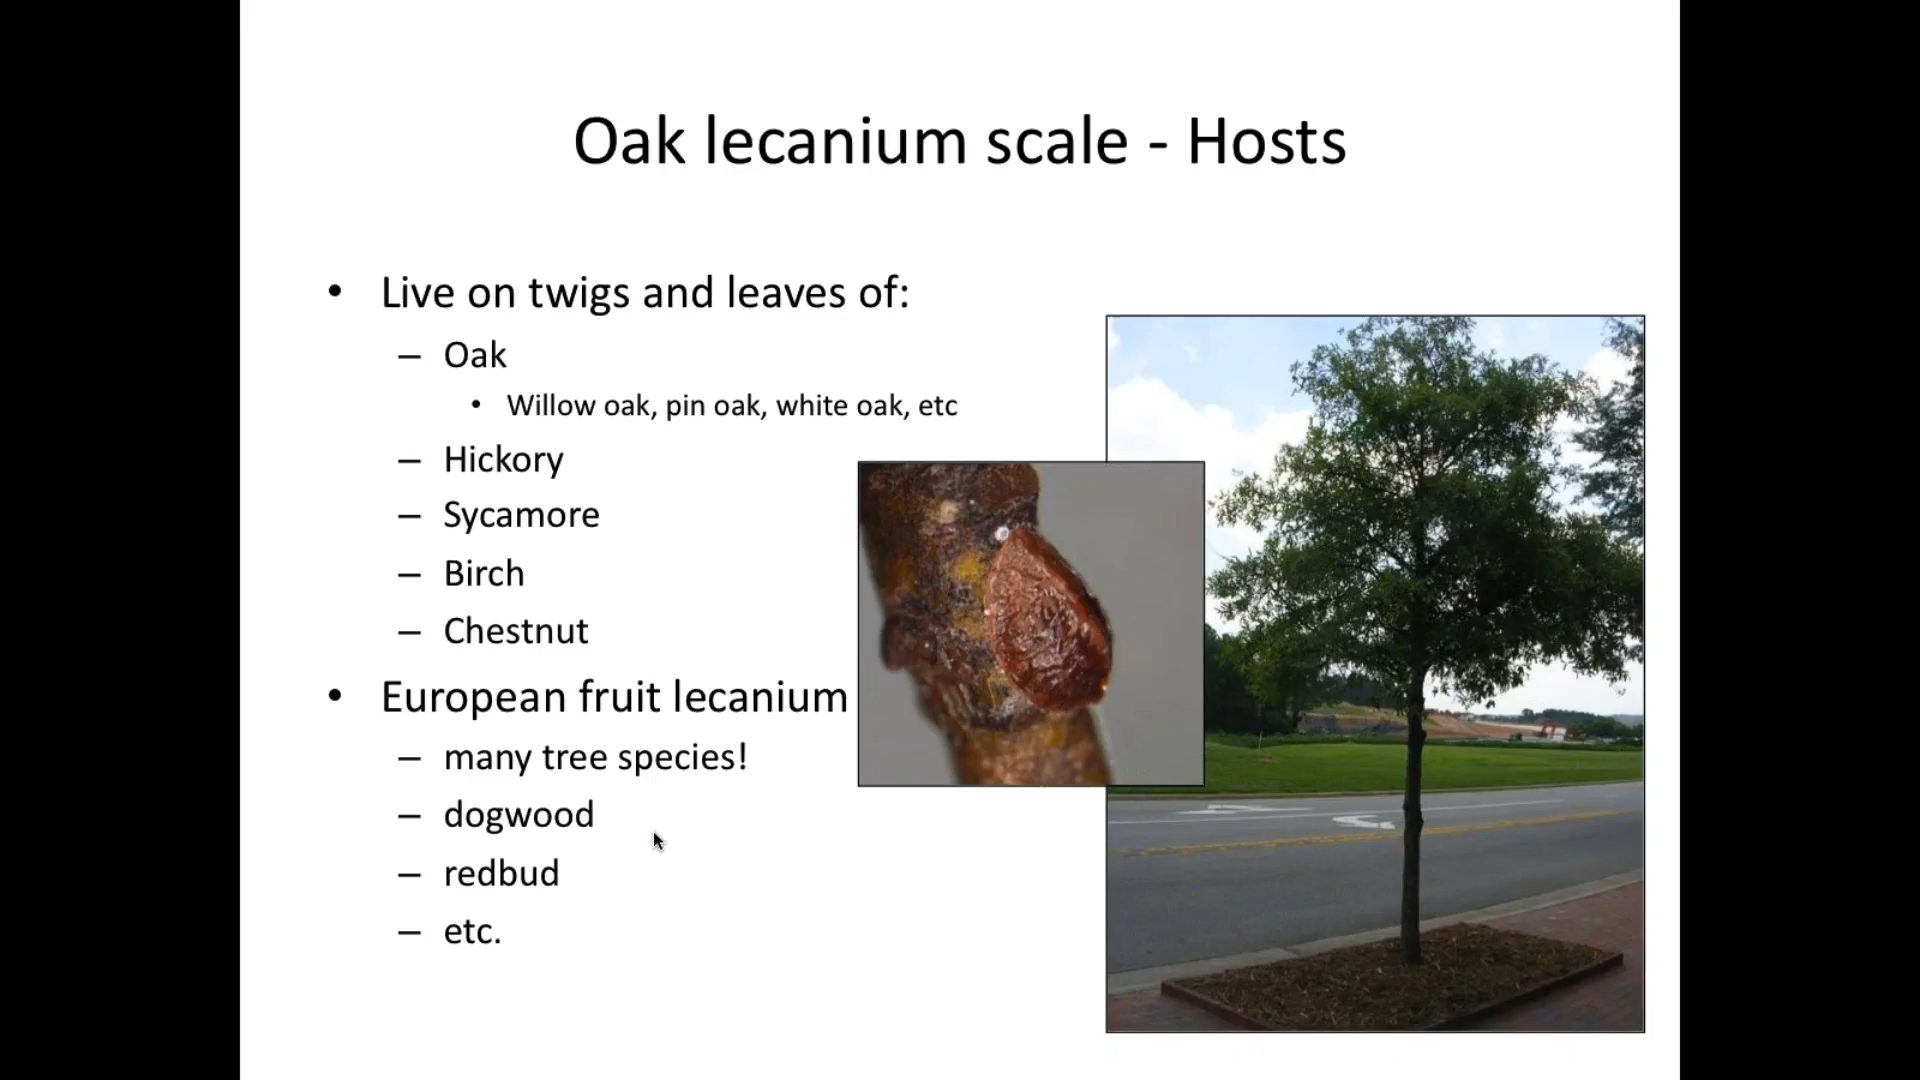 Oak lecanium scale - Hosts
• Live on twigs and leaves of:
– Oak
• Willow oak, pin oak, white oak, etc
– Hickory
– Sycamore
– Birch
– Chestnut
• European fruit lecanium
– many tree species!
– dogwood
– redbud
– etc.